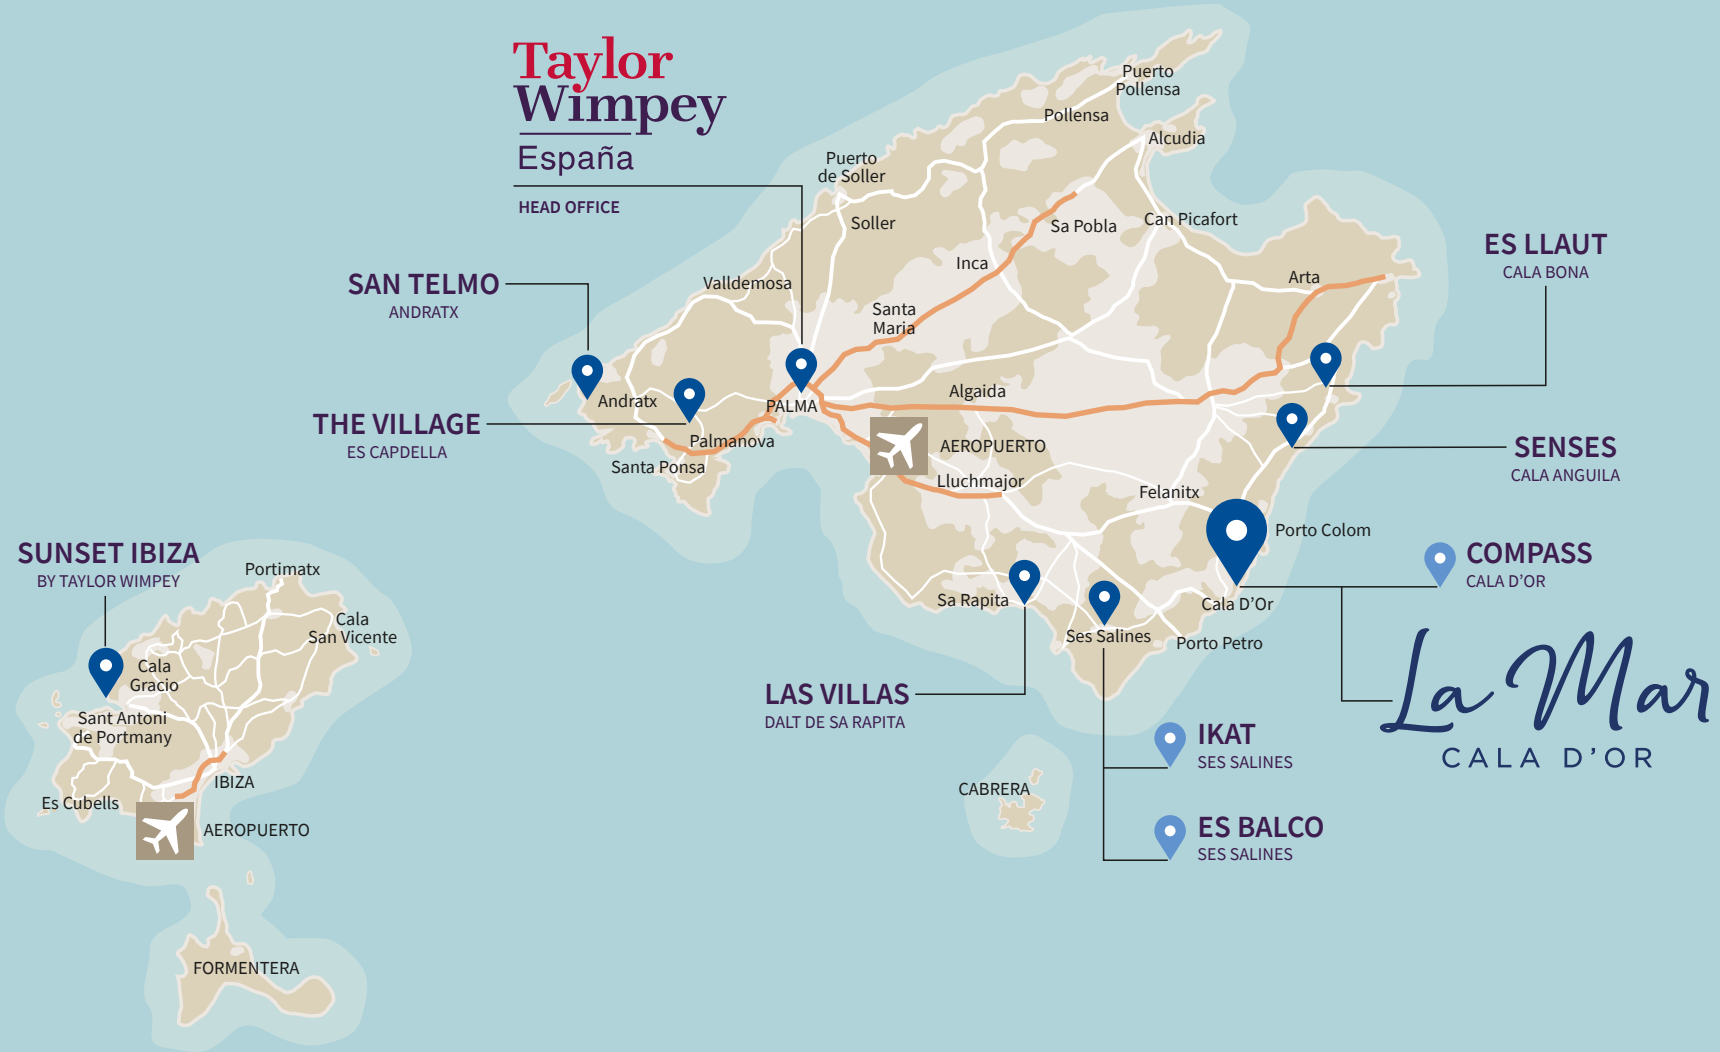 Taylor
Wimpey
España
HEAD OFFICE
Puerto
Pollensa
Pollensa
Alcudia
Puerto
de Soller
Soller
Sa Pobla
Can Picafort
Inca
Valldemosa
Santa
Maria
Arta
ES LLAUT
CALA BONA
SAN TELMO
ANDRATX
Andratx
PALMA
Algaida
THE VILLAGE
ES CAPDELLA
Palmanova
Santa Ponsa
AEROPUERTO
SENSES
CALA ANGUILA
Lluchmajor
Felanitx
Porto Colom
COMPASS
CALA D'OR
Sa Rapita
Cala D'Or
Ses Salines
Porto Petro
La Mar
CALA D'OR
LAS VILLAS
DALT DE SA RAPITA
IKAT
SES SALINES
ES BALCO
SES SALINES
CABRERA
SUNSET IBIZA
BY TAYLOR WIMPEY
Portimatx
Cala
San Vicente
Cala
Gracio
Sant Antoni
de Portmany
IBIZA
Es Cubells
AEROPUERTO
FORMENTERA